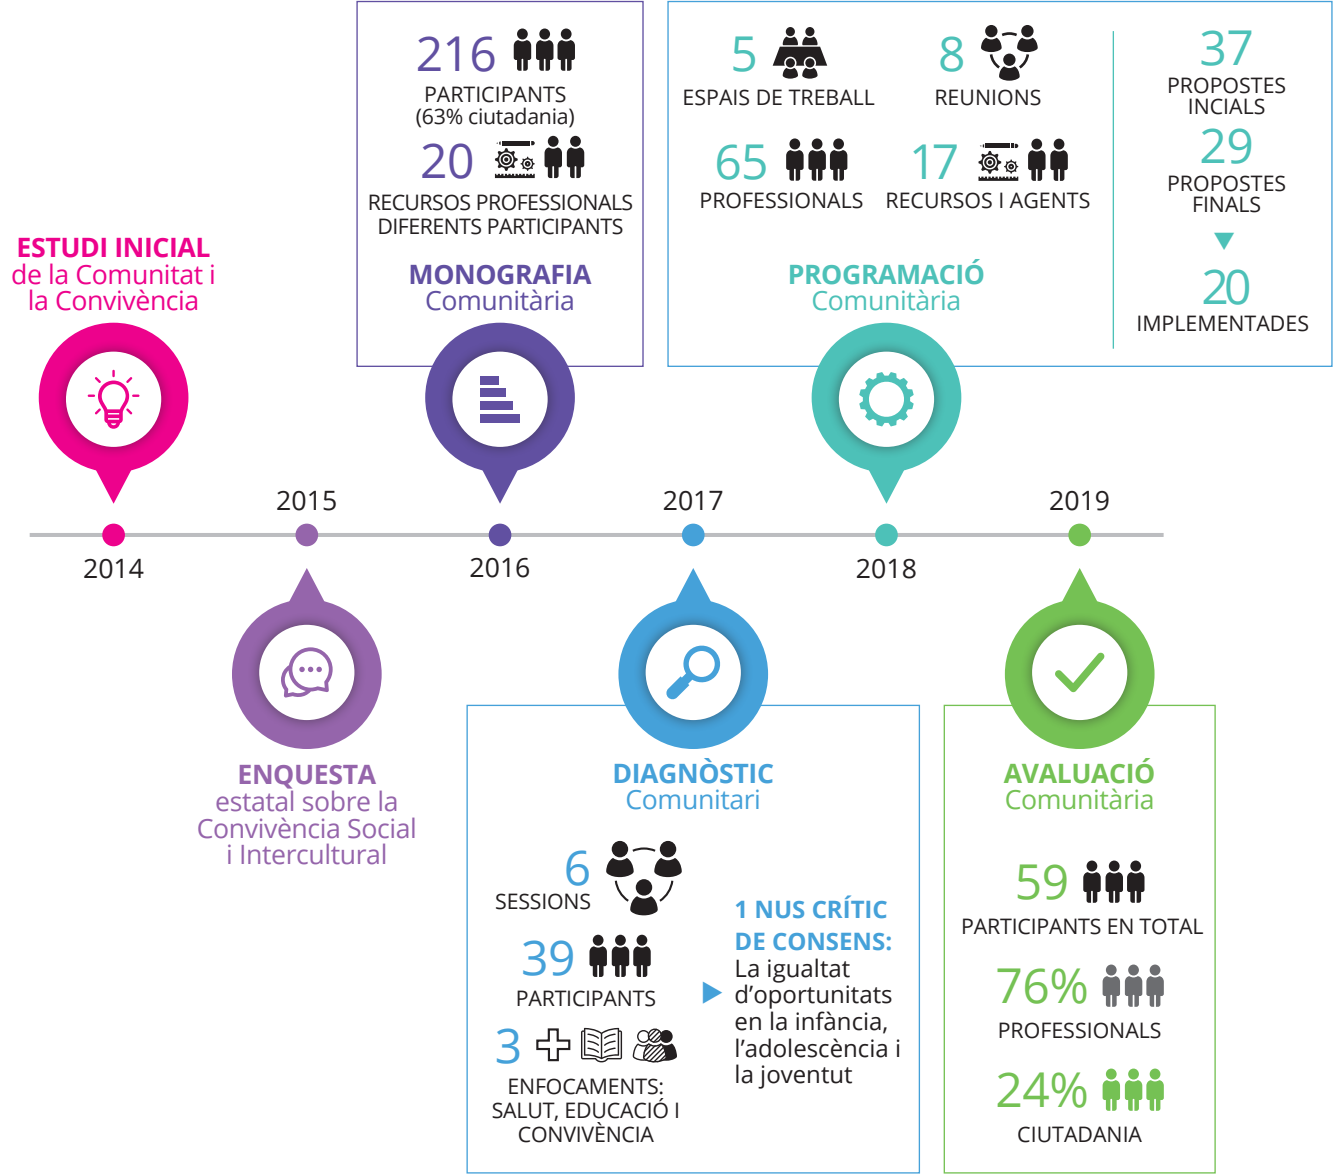 ESTUDI INICIAL
de la Comunitat i
la Convivència
2014
2015
ENQUESTA
estatal sobre la
Convivència Social
i Intercultural
216
PARTICIPANTS
(63% ciutadania)
20
RECURSOS PROFESSIONALS
DIFERENTS PARTICIPANTS
MONOGRAFIA
Comunitària
2016
2017
DIAGNÒSTIC
Comunitari
6
SESSIONS
39
PARTICIPANTS
3
ENFOCAMENTS:
SALUT, EDUCACIÓ I
CONVIVÈNCIA
1 NUS CRÍTIC
DE CONSENS:
La igualtat
d’oportunitats
en la infància,
l’adolescència i
la joventut
5
ESPAIS DE TREBALL
8
REUNIONS
65
PROFESSIONALS
17
RECURSOS I AGENTS
PROGRAMACIÓ
Comunitària
37
PROPOSTES
INCIALS
29
PROPOSTES
FINALS
20
IMPLEMENTADES
2018
2019
AVALUACIÓ
Comunitària
59
PARTICIPANTS EN TOTAL
76%
PROFESSIONALS
24%
CIUTADANIA